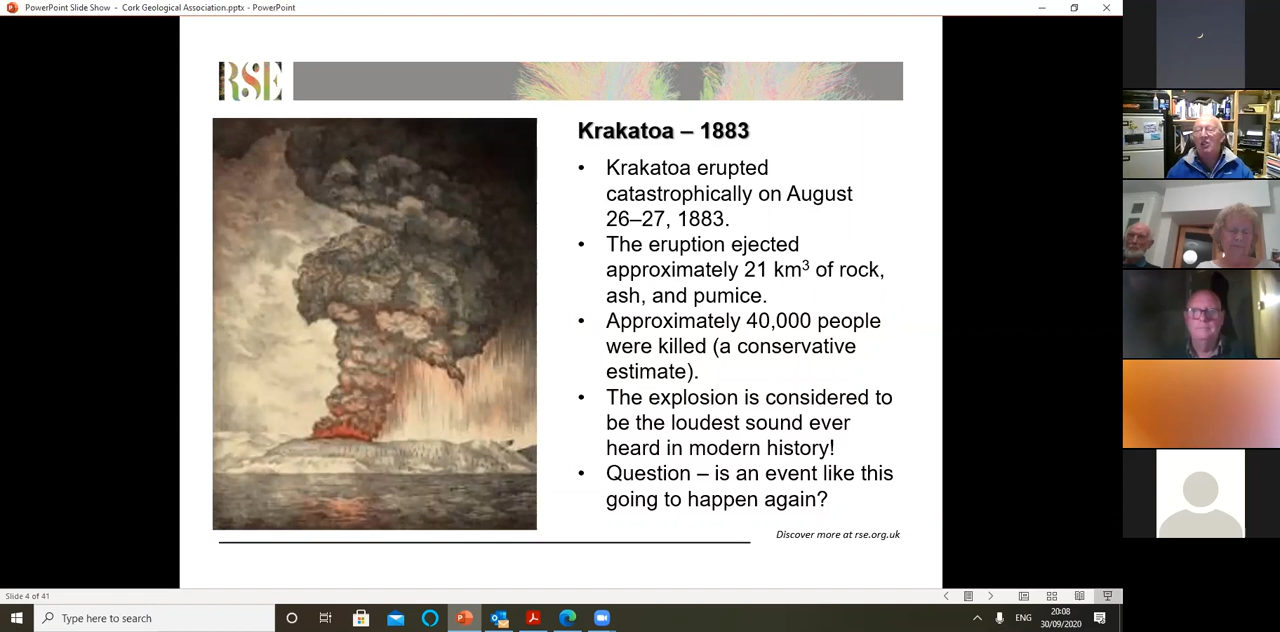 PowerPoint Slide Show - Cork Geological Association.pptx - PowerPoint
RSE
Krakatoa – 1883
• Krakatoa erupted
catastrophically on August
26–27, 1883.
• The eruption ejected
approximately 21 km³ of rock,
ash, and pumice.
• Approximately 40,000 people
were killed (a conservative
estimate).
• The explosion is considered to
be the loudest sound ever
heard in modern history!
• Question – is an event like this
going to happen again?
Discover more at rse.org.uk
Slide 4 of 41
Type here to search
ENG
20:08
30/09/2020